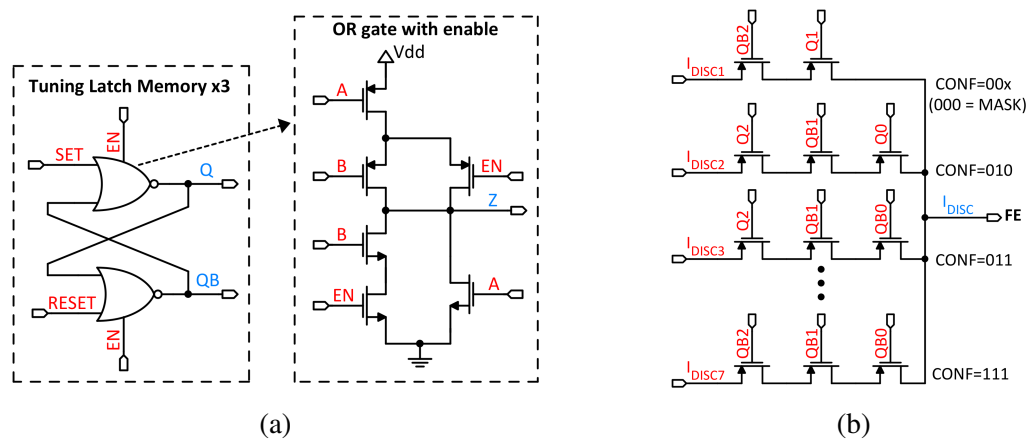 OR gate with enable
Vdd
A
B
EN
Z
B
EN
A
Tuning Latch Memory x3
EN
SET
Q
QB
RESET
EN
(a)
QB2
Q1
I_DISC1
CONF=00x
(000 = MASK)
Q2
QB1
Q0
I_DISC2
CONF=010
I_DISC
FE
Q2
QB1
QB0
I_DISC3
CONF=011
QB2
QB1
QB0
I_DISC7
CONF=111
(b)